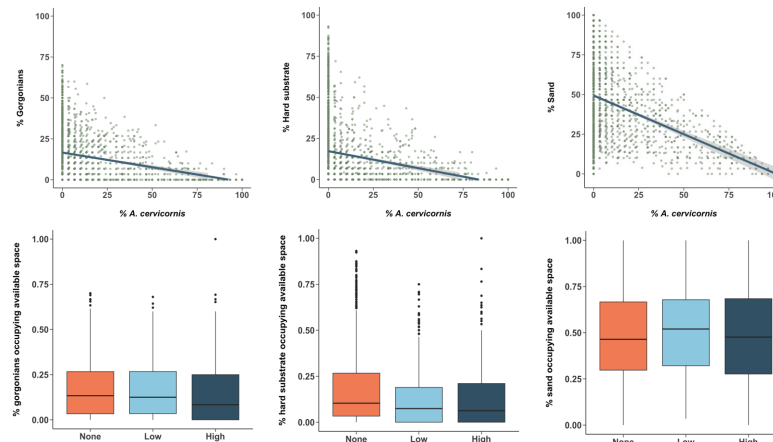 100
75
50
25
0
% Gorgonians
0 25 50 75 100
% A. cervicornis
100
75
50
25
0
% Hard substrate
0 25 50 75 100
% A. cervicornis
100
75
50
25
0
% Sand
0 25 50 75 100
% A. cervicornis
1.00
0.75
0.50
0.25
0.00
% gorgonians occupying available space
None Low High
1.00
0.75
0.50
0.25
0.00
% hard substrate occupying available space
None Low High
1.00
0.75
0.50
0.25
0.00
% sand occupying available space
None Low High